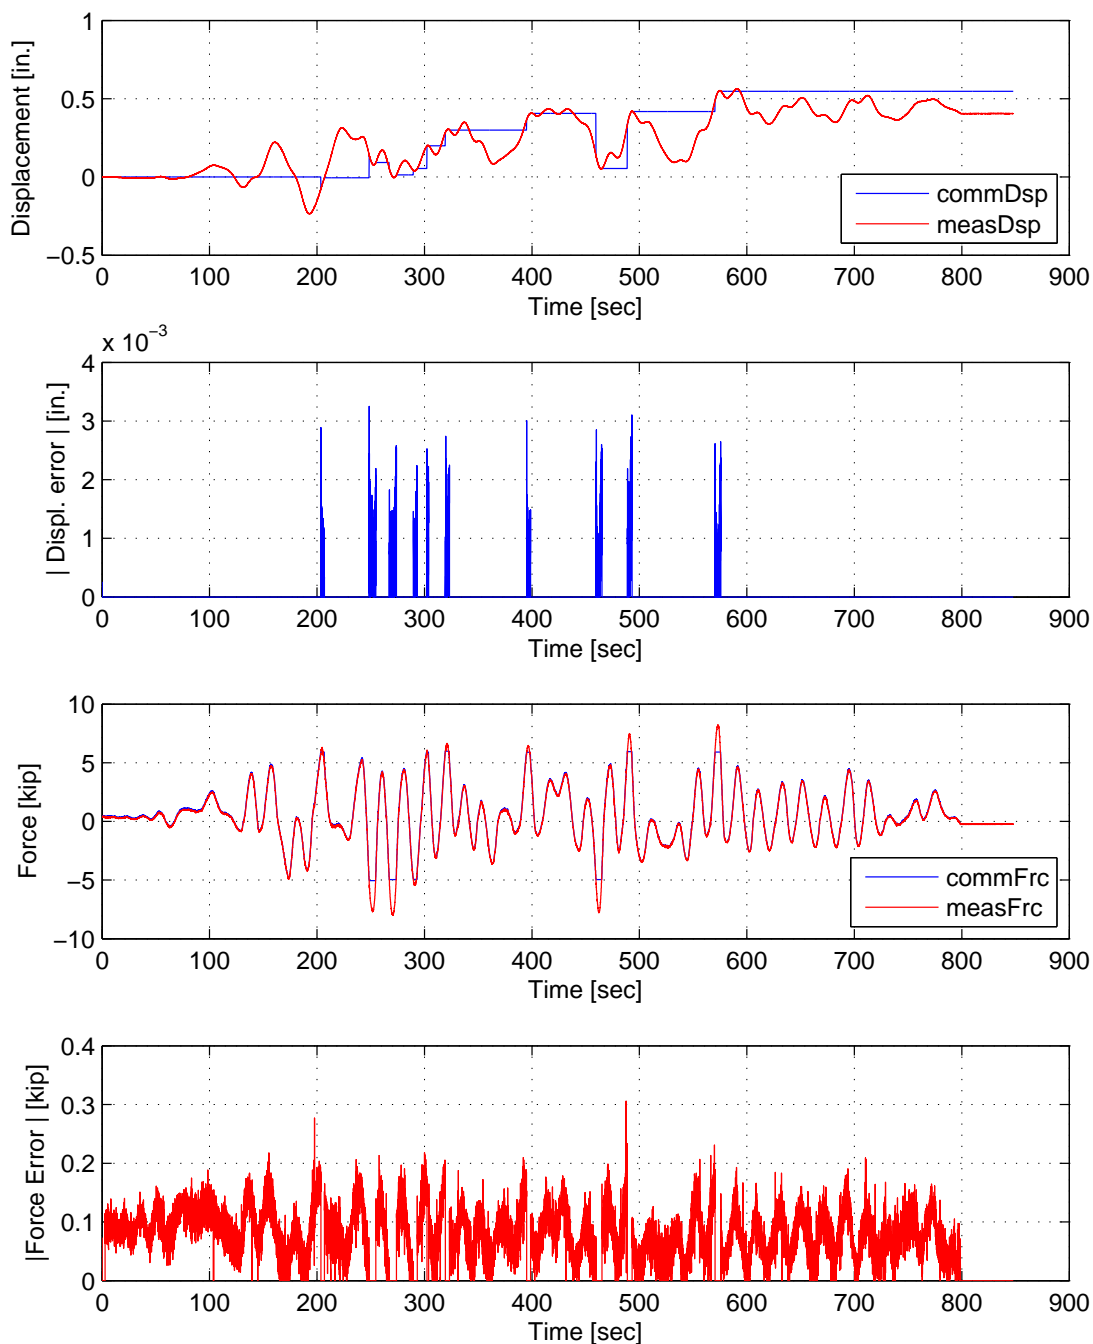 1
0.5
0
−0.5
Displacement [in.]
commDsp
measDsp
0 100 200 300 400 500 600 700 800 900
Time [sec]
x 10−3
4
3
2
1
0
| Displ. error | [in.]
0 100 200 300 400 500 600 700 800 900
Time [sec]
10
5
0
−5
−10
Force [kip]
commFrc
measFrc
0 100 200 300 400 500 600 700 800 900
Time [sec]
0.4
0.3
0.2
0.1
0
|Force Error | [kip]
0 100 200 300 400 500 600 700 800 900
Time [sec]